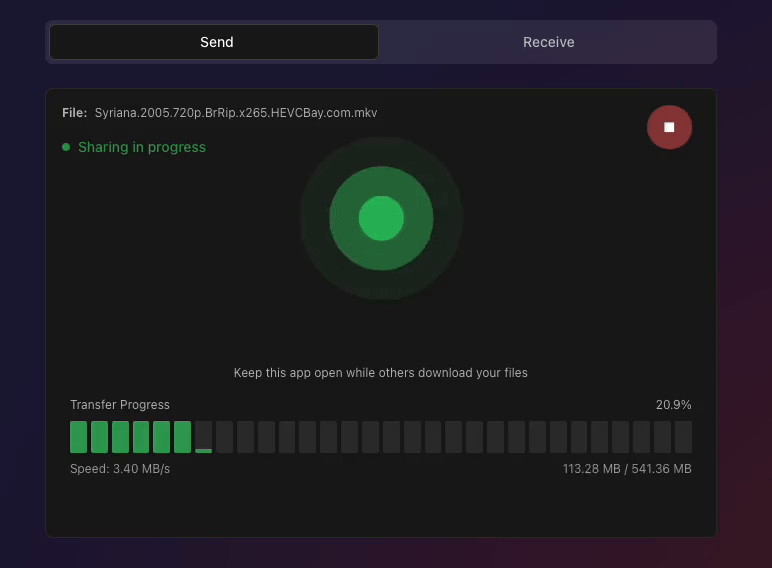 Send
Receive
File: Syriana.2005.720p.BrRip.x265.HEVCBay.com.mkv
Sharing in progress
Keep this app open while others download your files
Transfer Progress
20.9%
Speed: 3.40 MB/s
113.28 MB / 541.36 MB